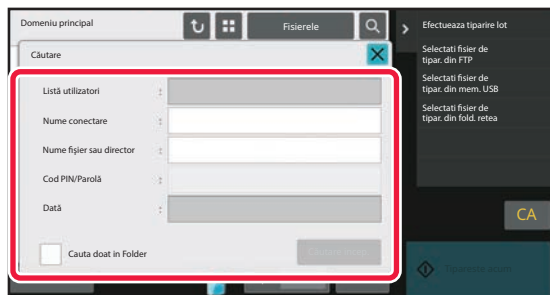 Domeniu principal
Fisierele
Efectueaza tiparire lot
Căutare
Selectati fisier de
tipar. din FTP
Selectati fisier de
tipar. din mem. USB
Selectati fisier de
tipar. din fold. retea
Listă utilizatori :
Nume conectare :
Nume fișier sau director :
Cod PIN/Parolă :
Dată :
Cauta doat in Folder
CA